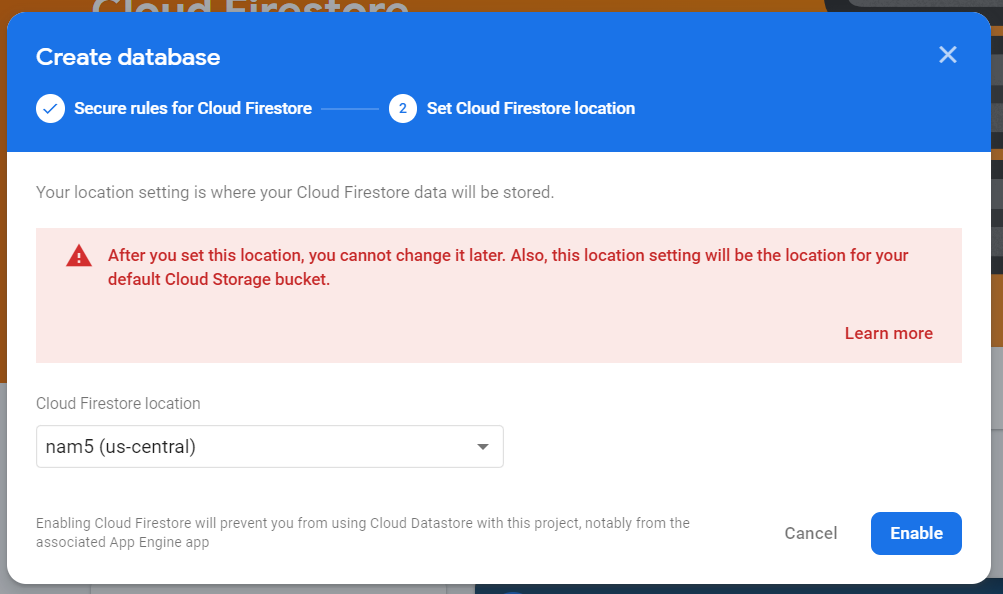 Cloud Firestore
Create database
Secure rules for Cloud Firestore
2 Set Cloud Firestore location
Your location setting is where your Cloud Firestore data will be stored.
After you set this location, you cannot change it later. Also, this location setting will be the location for your
default Cloud Storage bucket.
Learn more
Cloud Firestore location
nam5 (us-central)
Enabling Cloud Firestore will prevent you from using Cloud Datastore with this project, notably from the
associated App Engine app
Cancel
Enable